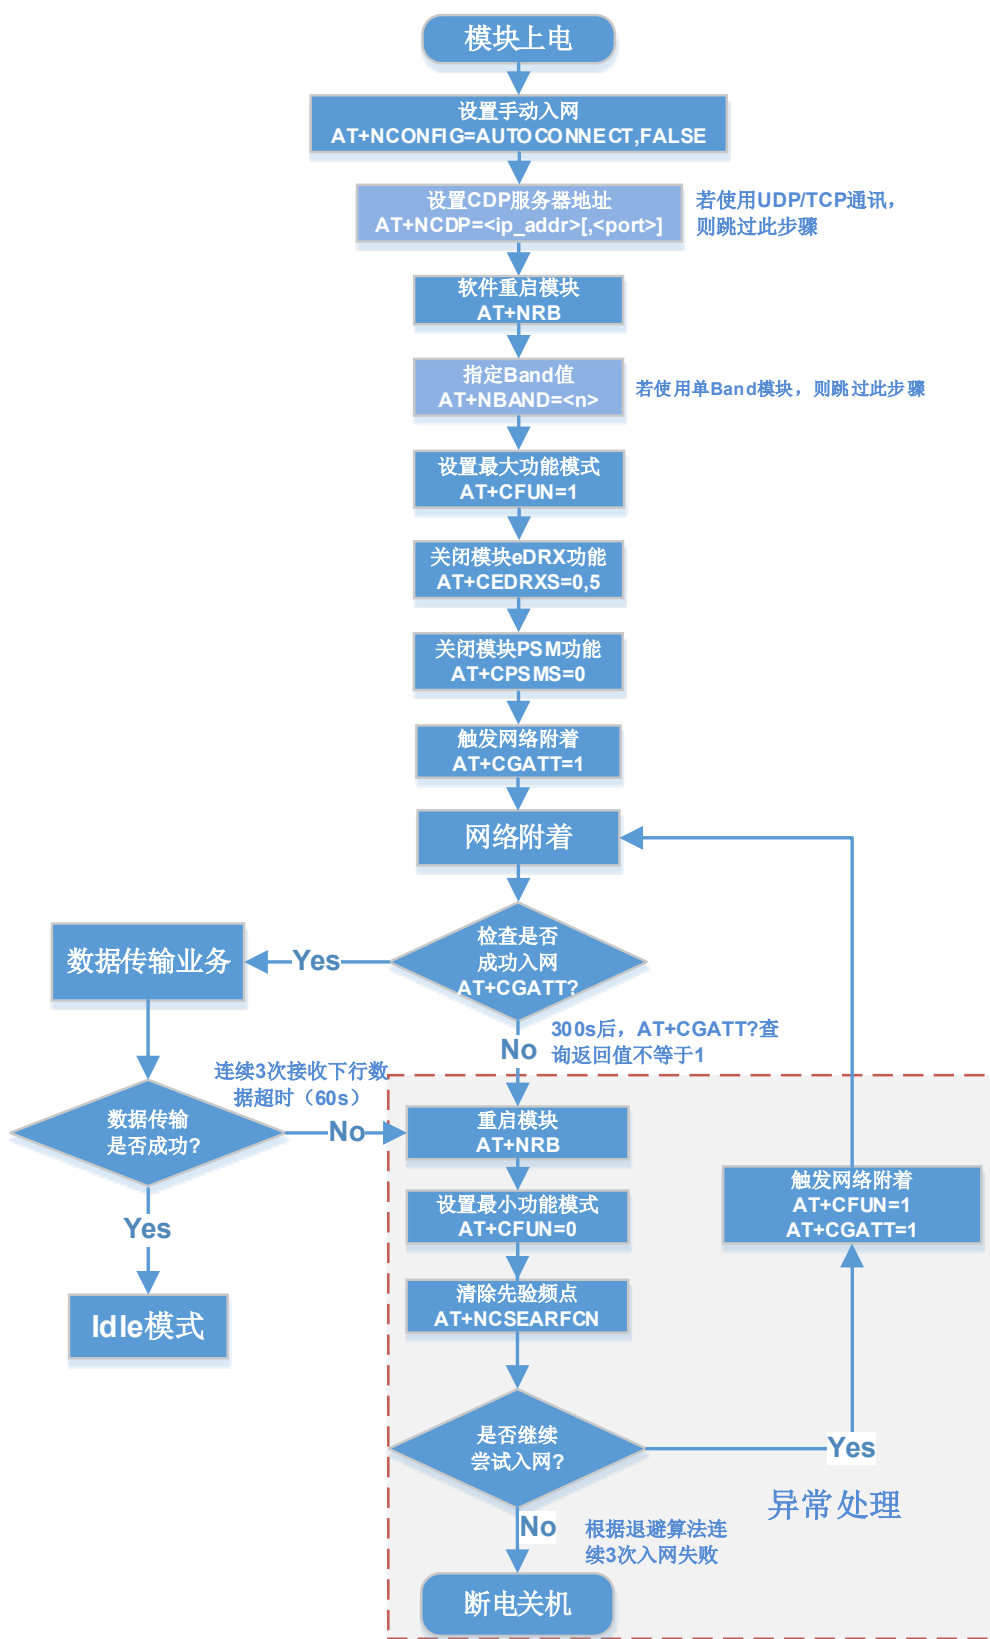 模块上电
设置手动入网
AT+NCONFIG=AUTOCONNECT,FALSE
设置CDP服务器地址
AT+NCDP=<ip_addr>[,<port>]
若使用UDP/TCP通讯，
则跳过此步骤
软件重启模块
AT+NRB
指定Band值
AT+NBAND=<n>
若使用单Band模块，则跳过此步骤
设置最大功能模式
AT+CFUN=1
关闭模块eDRX功能
AT+CEDRXS=0,5
关闭模块PSM功能
AT+CPSMS=0
触发网络附着
AT+CGATT=1
网络附着
检查是否
成功入网
AT+CGATT?
Yes
数据传输业务
No
300s后，AT+CGATT?查
询返回值不等于1
连续3次接收下行数
据超时（60s）
数据传输
是否成功?
No
重启模块
AT+NRB
触发网络附着
AT+CFUN=1
AT+CGATT=1
设置最小功能模式
AT+CFUN=0
Yes
清除先验频点
AT+NCSEARFCN
Idle模式
是否继续
尝试入网?
Yes
异常处理
No
根据退避算法连
续3次入网失败
断电关机